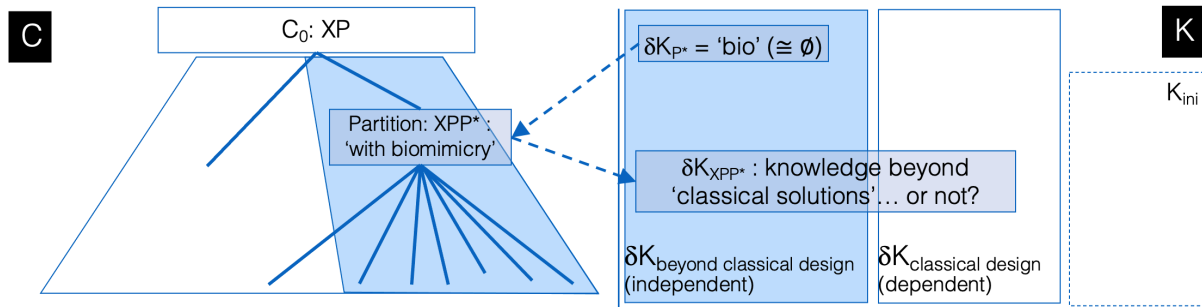 C
C₀: XP
Partition: XPP* :
‘with biomimicry’
δK_P* = ‘bio’ (≅ ∅)
δK_XPP* : knowledge beyond
‘classical solutions’… or not?
δK_beyond classical design
(independent)
δK_classical design
(dependent)
K
K_ini